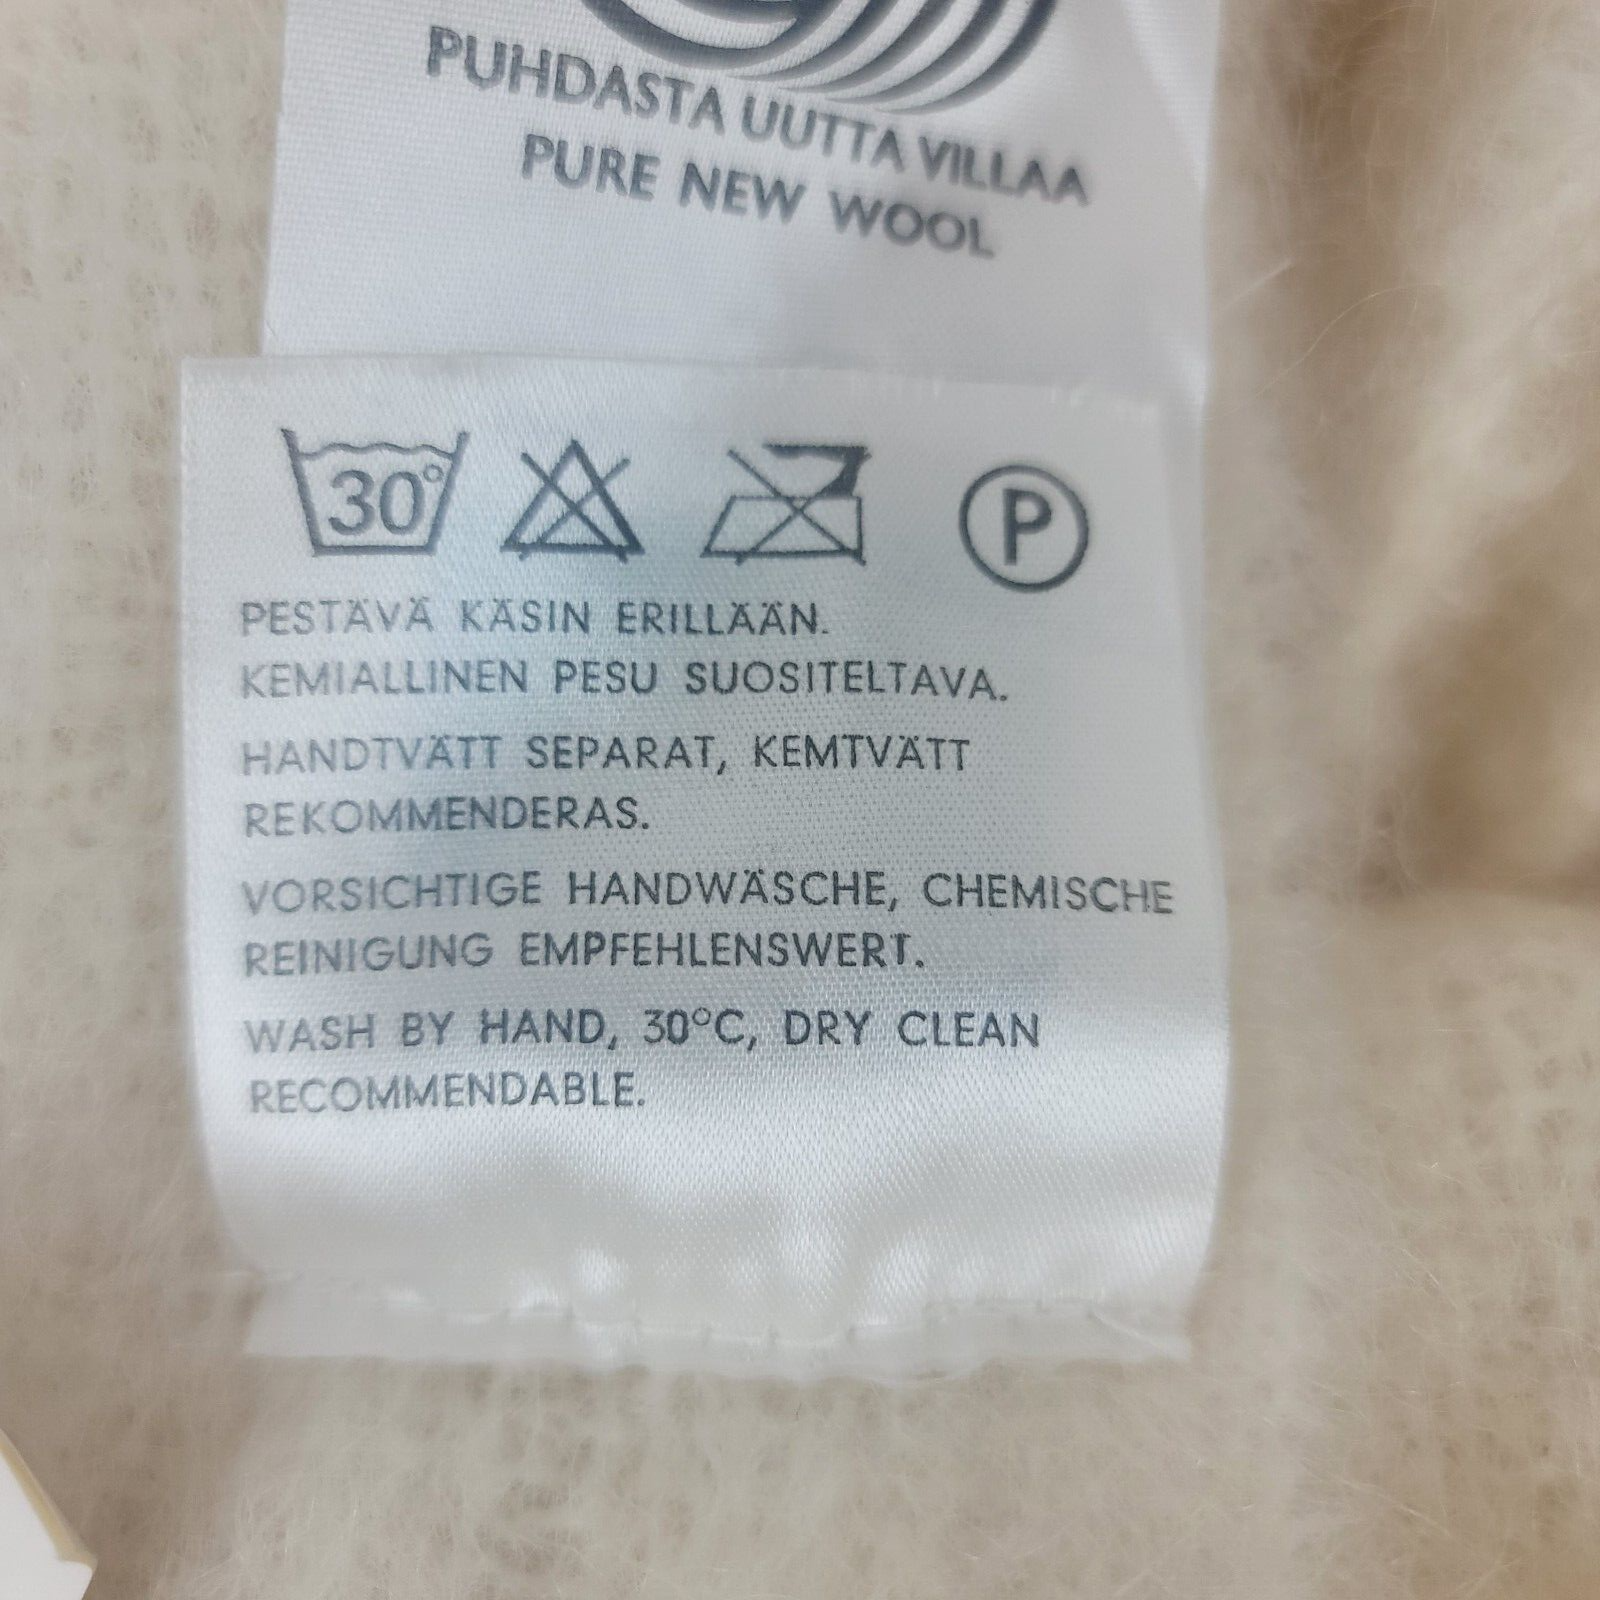 PUHDASTA UUTTA VILLAA
PURE NEW WOOL
30°
P
PESTÄVÄ KÄSIN ERILLÄÄN.
KEMIALLINEN PESU SUOSITELTAVA.
HANDTVÄTT SEPARAT, KEMTVÄTT
REKOMMENDERAS.
VORSICHTIGE HANDWÄSCHE, CHEMISCHE
REINIGUNG EMPFEHLENSWERT.
WASH BY HAND, 30°C, DRY CLEAN
RECOMMENDABLE.